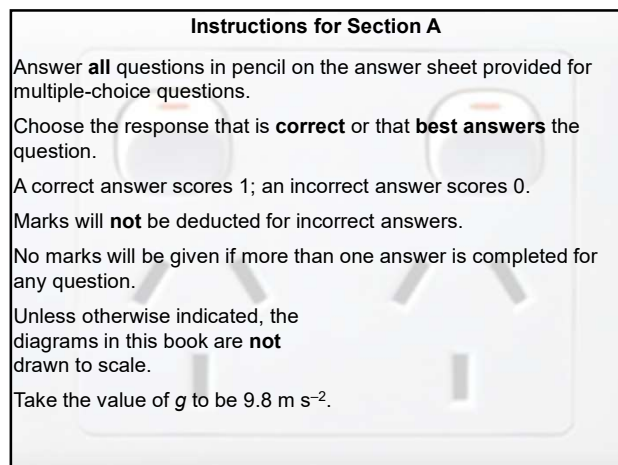 Instructions for Section A
Answer all questions in pencil on the answer sheet provided for
multiple-choice questions.
Choose the response that is correct or that best answers the
question.
A correct answer scores 1; an incorrect answer scores 0.
Marks will not be deducted for incorrect answers.
No marks will be given if more than one answer is completed for
any question.
Unless otherwise indicated, the
diagrams in this book are not
drawn to scale.
Take the value of g to be 9.8 m s⁻².